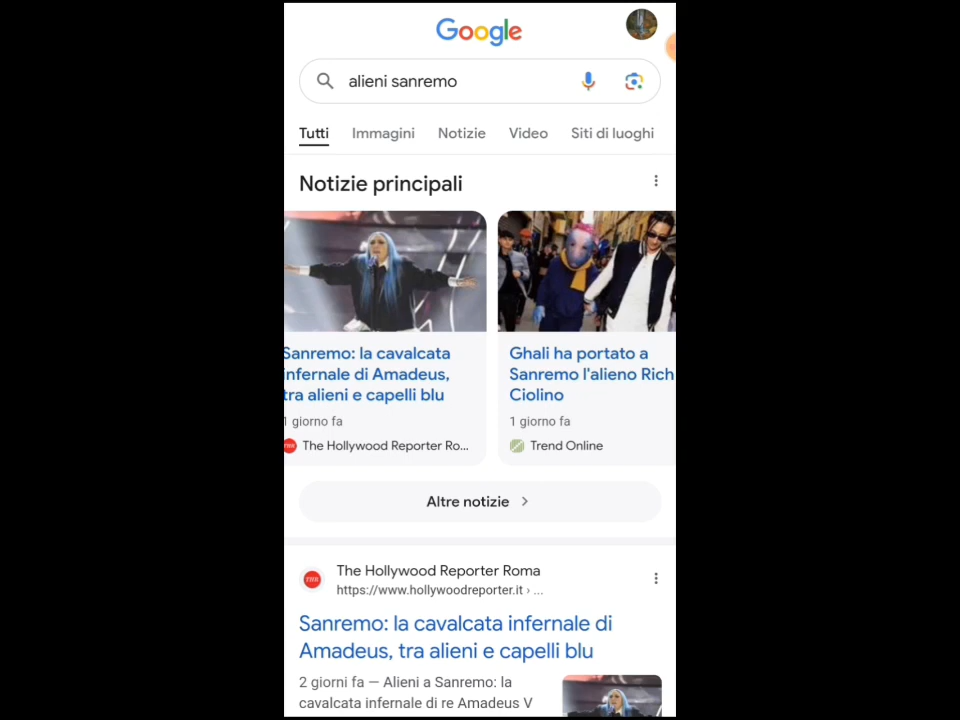 Google
alieni sanremo
Tutti Immagini Notizie Video Siti di luoghi
Notizie principali
Sanremo: la cavalcata
infernale di Amadeus,
tra alieni e capelli blu
1 giorno fa
The Hollywood Reporter Ro...
Ghali ha portato a
Sanremo l'alieno Rich
Ciolino
1 giorno fa
Trend Online
Altre notizie
THR
The Hollywood Reporter Roma
https://www.hollywoodreporter.it › ...
Sanremo: la cavalcata infernale di
Amadeus, tra alieni e capelli blu
2 giorni fa — Alieni a Sanremo: la
cavalcata infernale di re Amadeus V